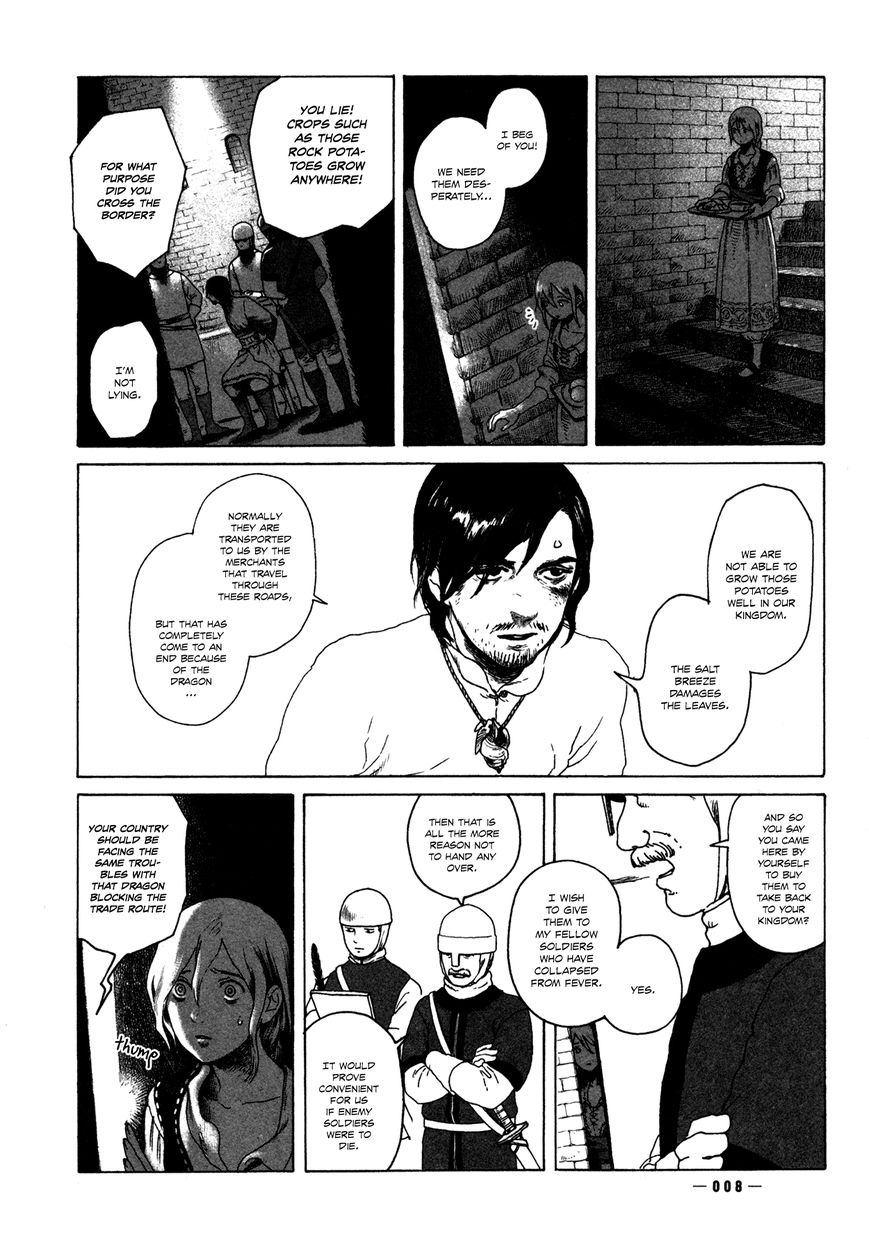 I BEG
OF YOU!
WE NEED
THEM DES-
PERATELY...
YOU LIE!
CROPS SUCH
AS THOSE
ROCK POTA-
TOES GROW
ANYWHERE!
FOR WHAT
PURPOSE
DID YOU
CROSS THE
BORDER?
I'M
NOT
LYING.
WE ARE
NOT ABLE TO
GROW THOSE
POTATOES
WELL IN OUR
KINGDOM.
THE SALT
BREEZE
DAMAGES
THE LEAVES.
NORMALLY
THEY ARE
TRANSPORTED
TO US BY THE
MERCHANTS
THAT TRAVEL
THROUGH
THESE ROADS,
BUT THAT HAS
COMPLETELY
COME TO AN
END BECAUSE
OF THE
DRAGON
...
AND SO
YOU SAY
YOU CAME
HERE BY
YOURSELF
TO BUY
THEM TO
TAKE BACK
TO YOUR
KINGDOM?
YES.
I WISH
TO GIVE
THEM TO
MY FELLOW
SOLDIERS
WHO HAVE
COLLAPSED
FROM FEVER.
THEN THAT IS
ALL THE MORE
REASON NOT
TO HAND ANY
OVER.
IT WOULD
PROVE
CONVENIENT
FOR US
IF ENEMY
SOLDIERS
WERE TO
DIE.
YOUR COUNTRY
SHOULD BE
FACING THE
SAME TROU-
BLES WITH
THAT DRAGON
BLOCKING THE
TRADE ROUTE!
thump
— 008 —